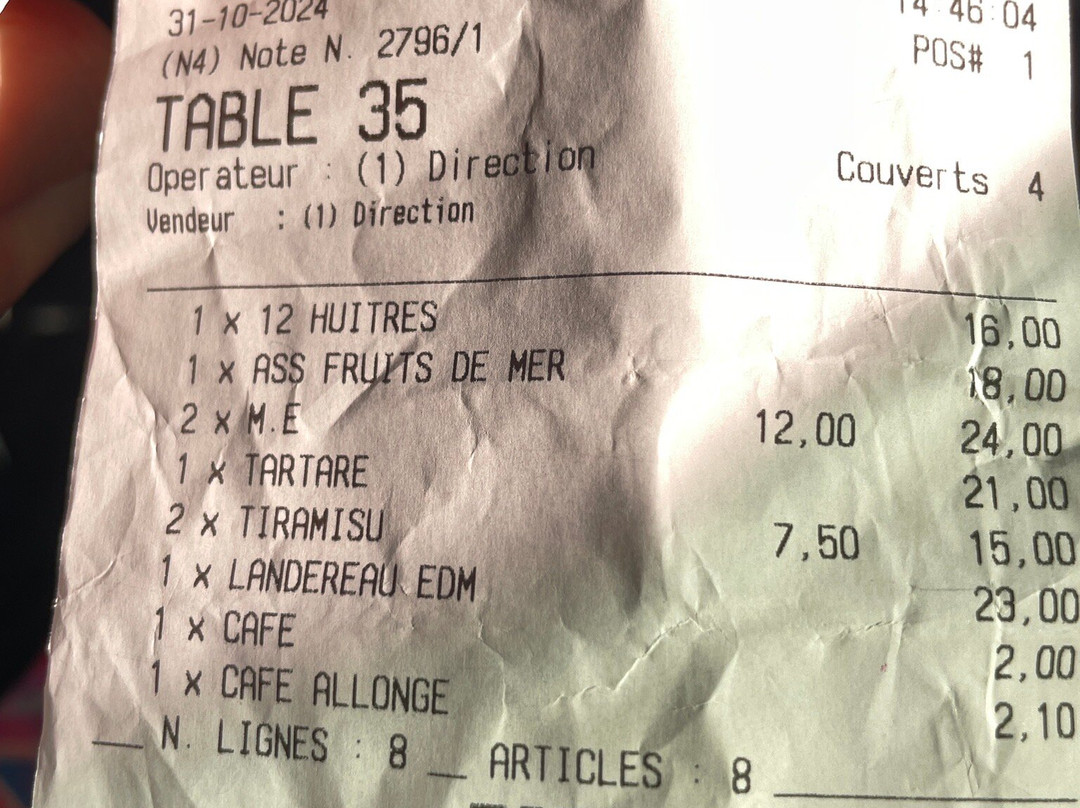 31-10-2024 14:46:04
(N4) Note N. 2796/1 POS# 1
TABLE 35
Operateur : (1) Direction Couverts 4
Vendeur : (1) Direction
1 x 12 HUITRES 16,00
1 x ASS FRUITS DE MER 18,00
2 x M.E 12,00 24,00
1 x TARTARE 21,00
2 x TIRAMISU 7,50 15,00
1 x LANDEREAU EDM 23,00
1 x CAFE 2,00
1 x CAFE ALLONGE 2,10
N. LIGNES : 8 ARTICLES : 8